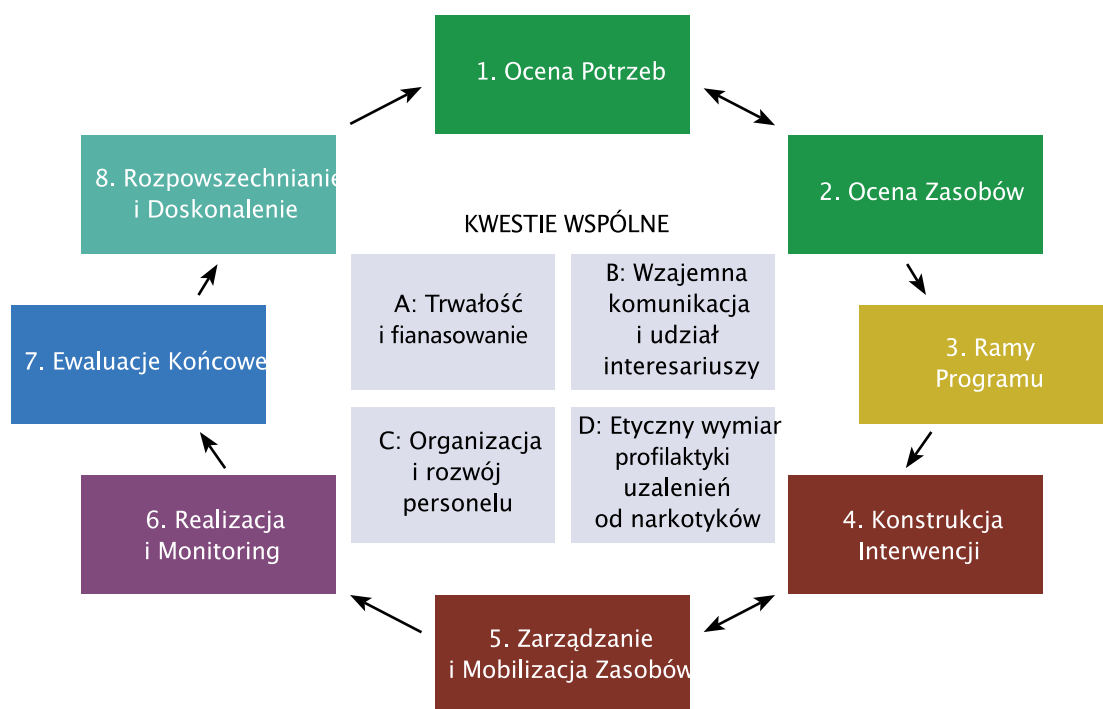 1. Ocena Potrzeb
2. Ocena Zasobów
3. Ramy
Programu
4. Konstrukcja
Interwencji
5. Zarządzanie
i Mobilizacja Zasobów
6. Realizacja
i Monitoring
7. Ewaluacje Końcowe
8. Rozpowszechnianie
i Doskonalenie
KWESTIE WSPÓLNE
A: Trwałość
i fianasowanie
B: Wzajemna
komunikacja
i udział
interesariuszy
C: Organizacja
i rozwój
personelu
D: Etyczny wymiar
profilaktyki
uzalenień
od narkotyków